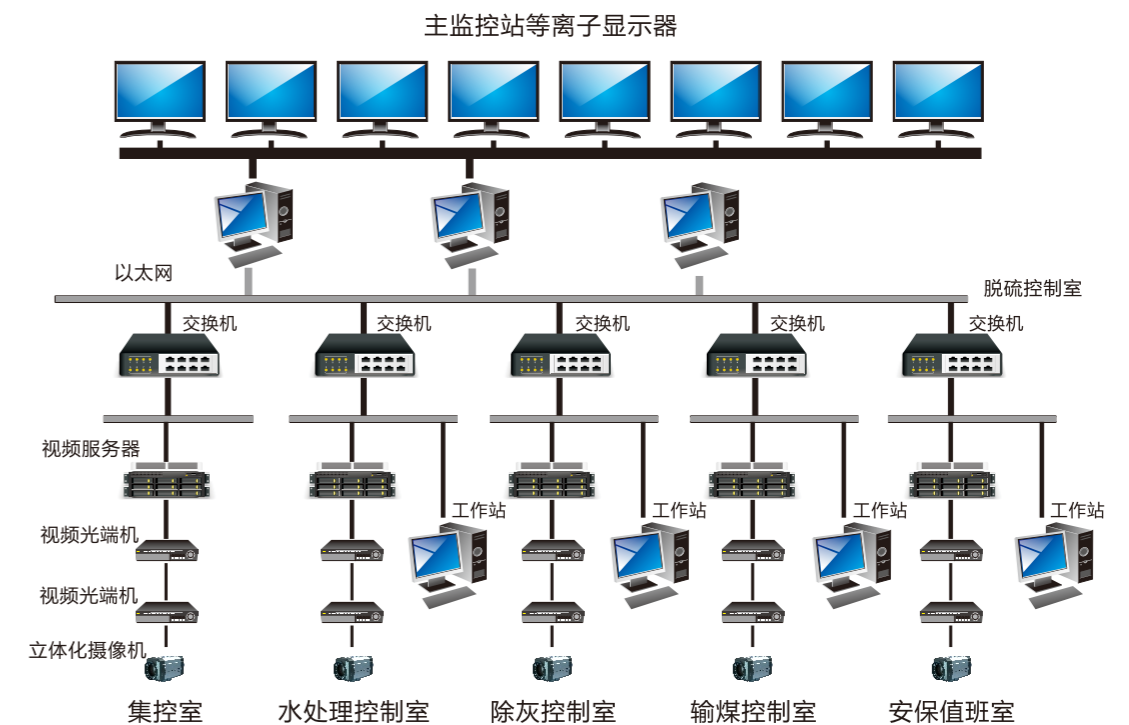 主监控站等离子显示器
以太网
脱硫控制室
交换机
交换机
交换机
交换机
交换机
视频服务器
工作站
工作站
工作站
工作站
视频光端机
视频光端机
立体化摄像机
集控室
水处理控制室
除灰控制室
输煤控制室
安保值班室